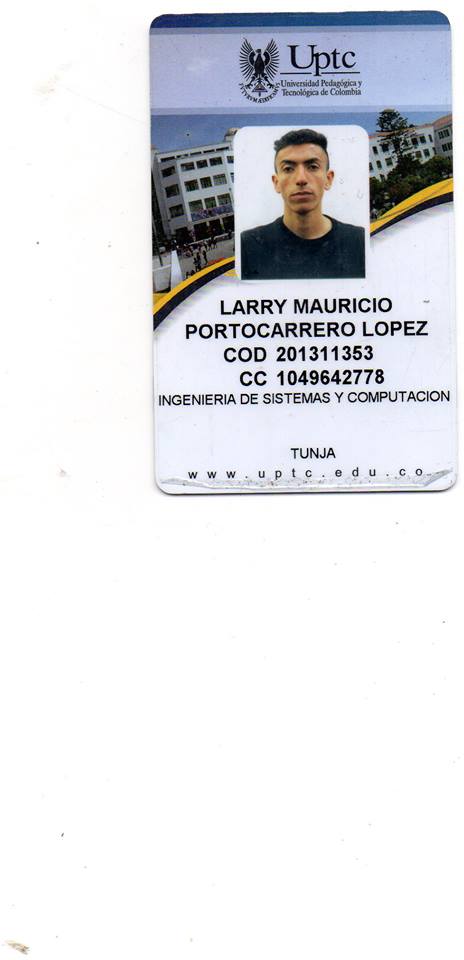 Uptc
Universidad Pedagógica y
Tecnológica de Colombia
LARRY MAURICIO
PORTOCARRERO LOPEZ
COD 201311353
CC 1049642778
INGENIERIA DE SISTEMAS Y COMPUTACION
TUNJA
www.uptc.edu.co